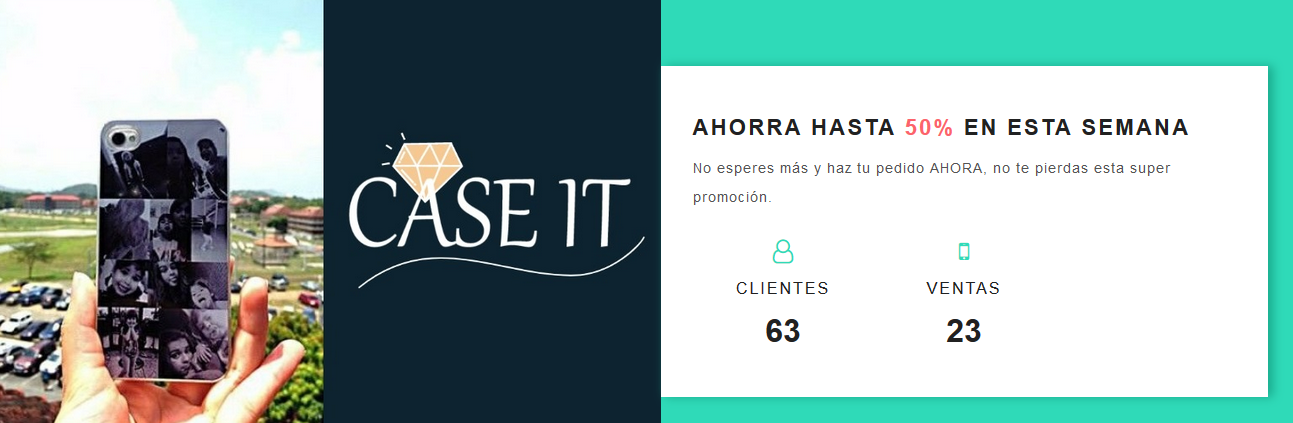 CASE IT
AHORRA HASTA 50% EN ESTA SEMANA
No esperes más y haz tu pedido AHORA, no te pierdas esta super
promoción.
CLIENTES
VENTAS
63
23